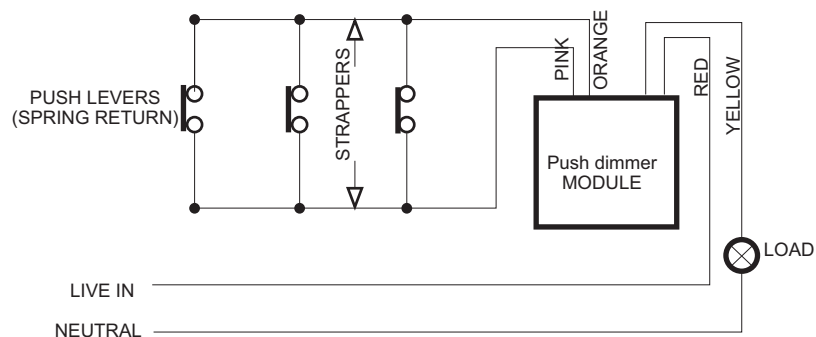 PUSH LEVERS
(SPRING RETURN)
STRAPPERS
PINK
ORANGE
RED
YELLOW
Push dimmer
MODULE
LOAD
LIVE IN
NEUTRAL